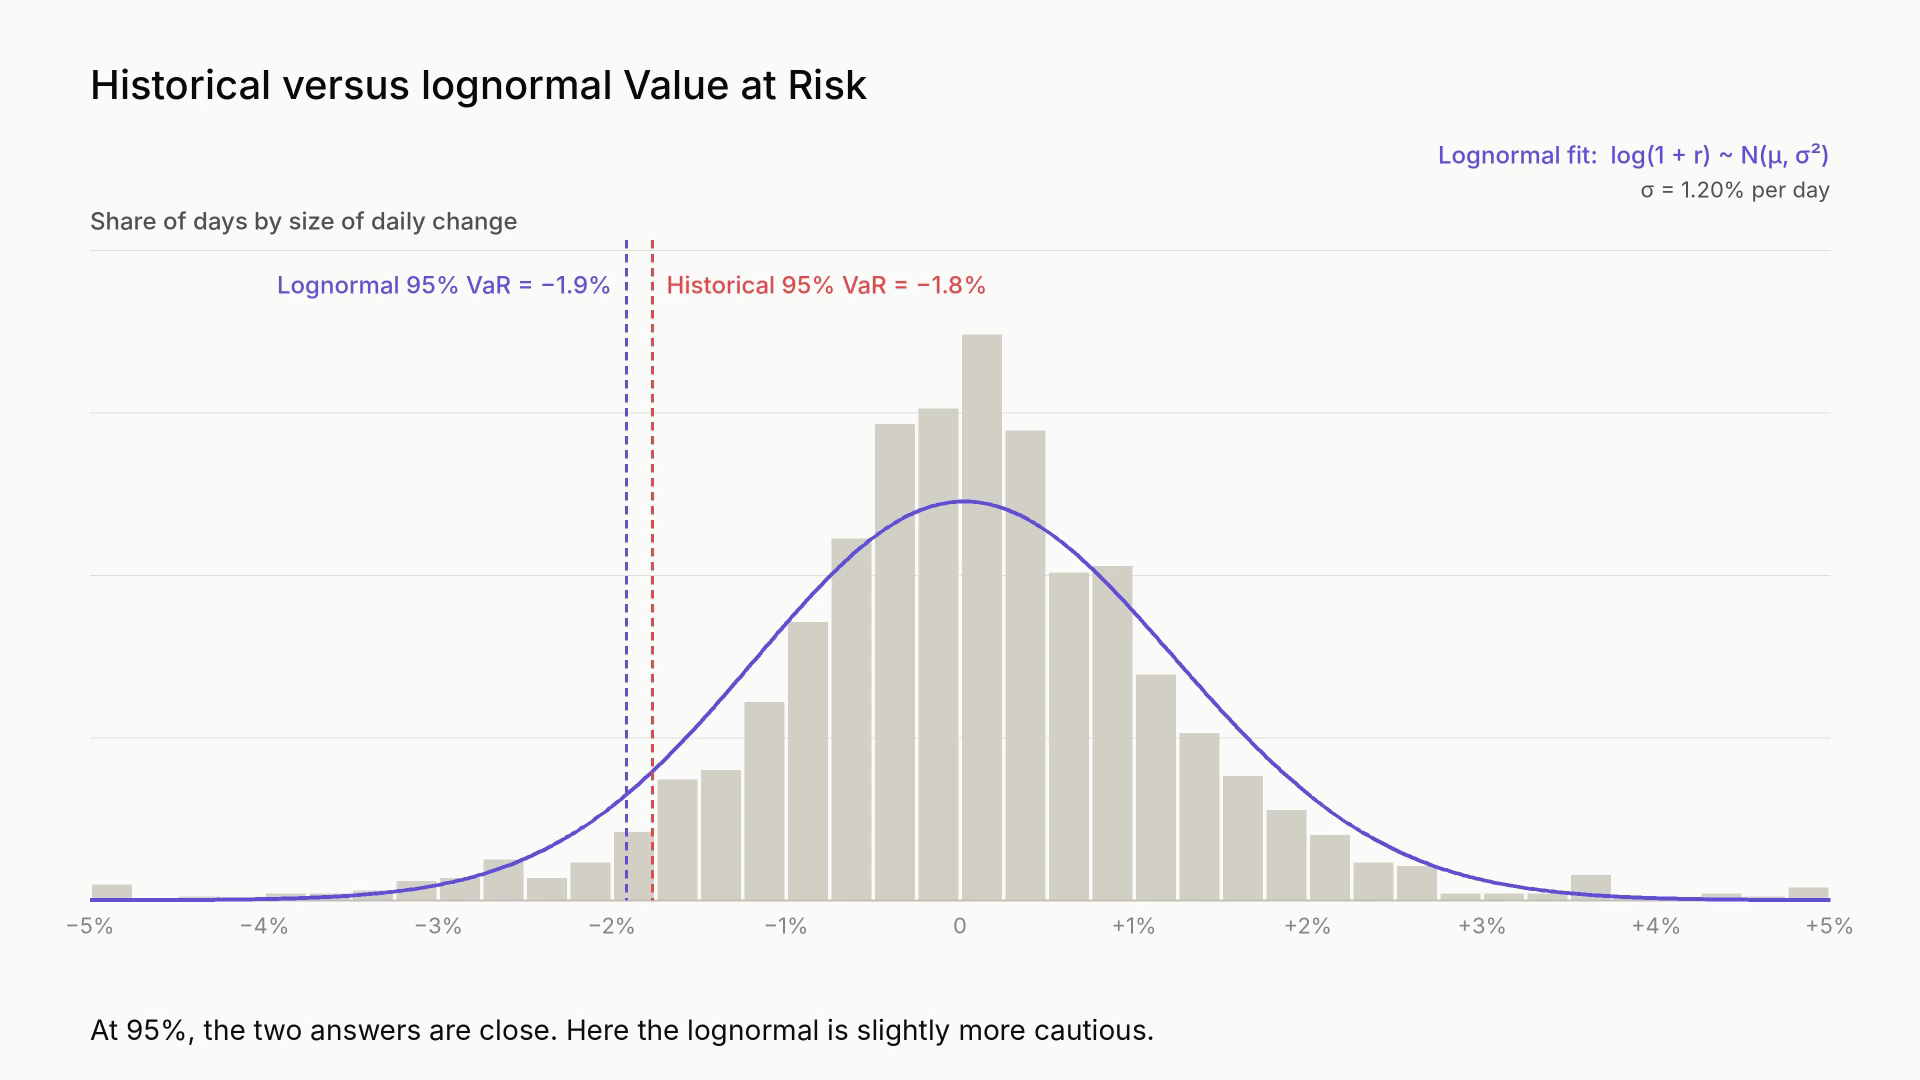 Historical versus lognormal Value at Risk
Lognormal fit: log(1 + r) ~ N(μ, σ²)
σ = 1.20% per day
Share of days by size of daily change
Lognormal 95% VaR = −1.9%
Historical 95% VaR = −1.8%
−5% −4% −3% −2% −1% 0 +1% +2% +3% +4% +5%
At 95%, the two answers are close. Here the lognormal is slightly more cautious.